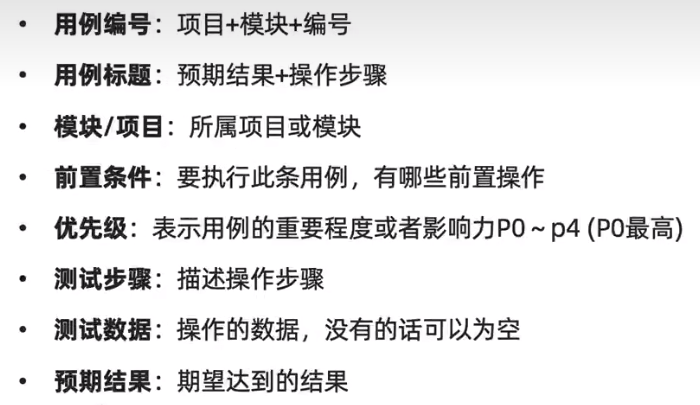 • 用例编号：项目+模块+编号
• 用例标题：预期结果+操作步骤
• 模块/项目：所属项目或模块
• 前置条件：要执行此条用例，有哪些前置操作
• 优先级：表示用例的重要程度或者影响力P0～p4 (P0最高)
• 测试步骤：描述操作步骤
• 测试数据：操作的数据，没有的话可以为空
• 预期结果：期望达到的结果